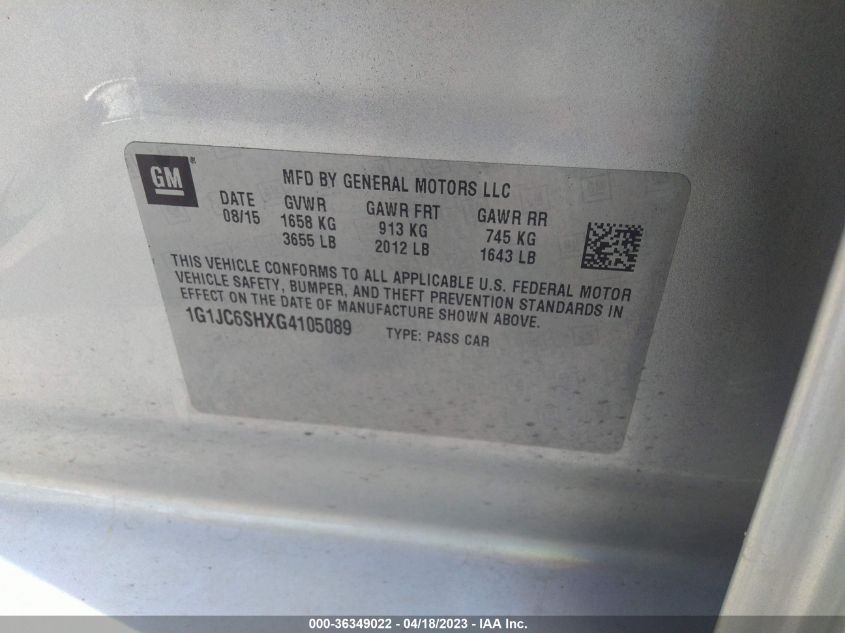 GM
MFD BY GENERAL MOTORS LLC
DATE GVWR GAWR FRT GAWR RR
08/15 1658 KG 913 KG 745 KG
3655 LB 2012 LB 1643 LB
THIS VEHICLE CONFORMS TO ALL APPLICABLE U.S. FEDERAL MOTOR
VEHICLE SAFETY, BUMPER, AND THEFT PREVENTION STANDARDS IN
EFFECT ON THE DATE OF MANUFACTURE SHOWN ABOVE.
1G1JC6SHXG4105089 TYPE: PASS CAR
000-36349022 - 04/18/2023 - IAA Inc.